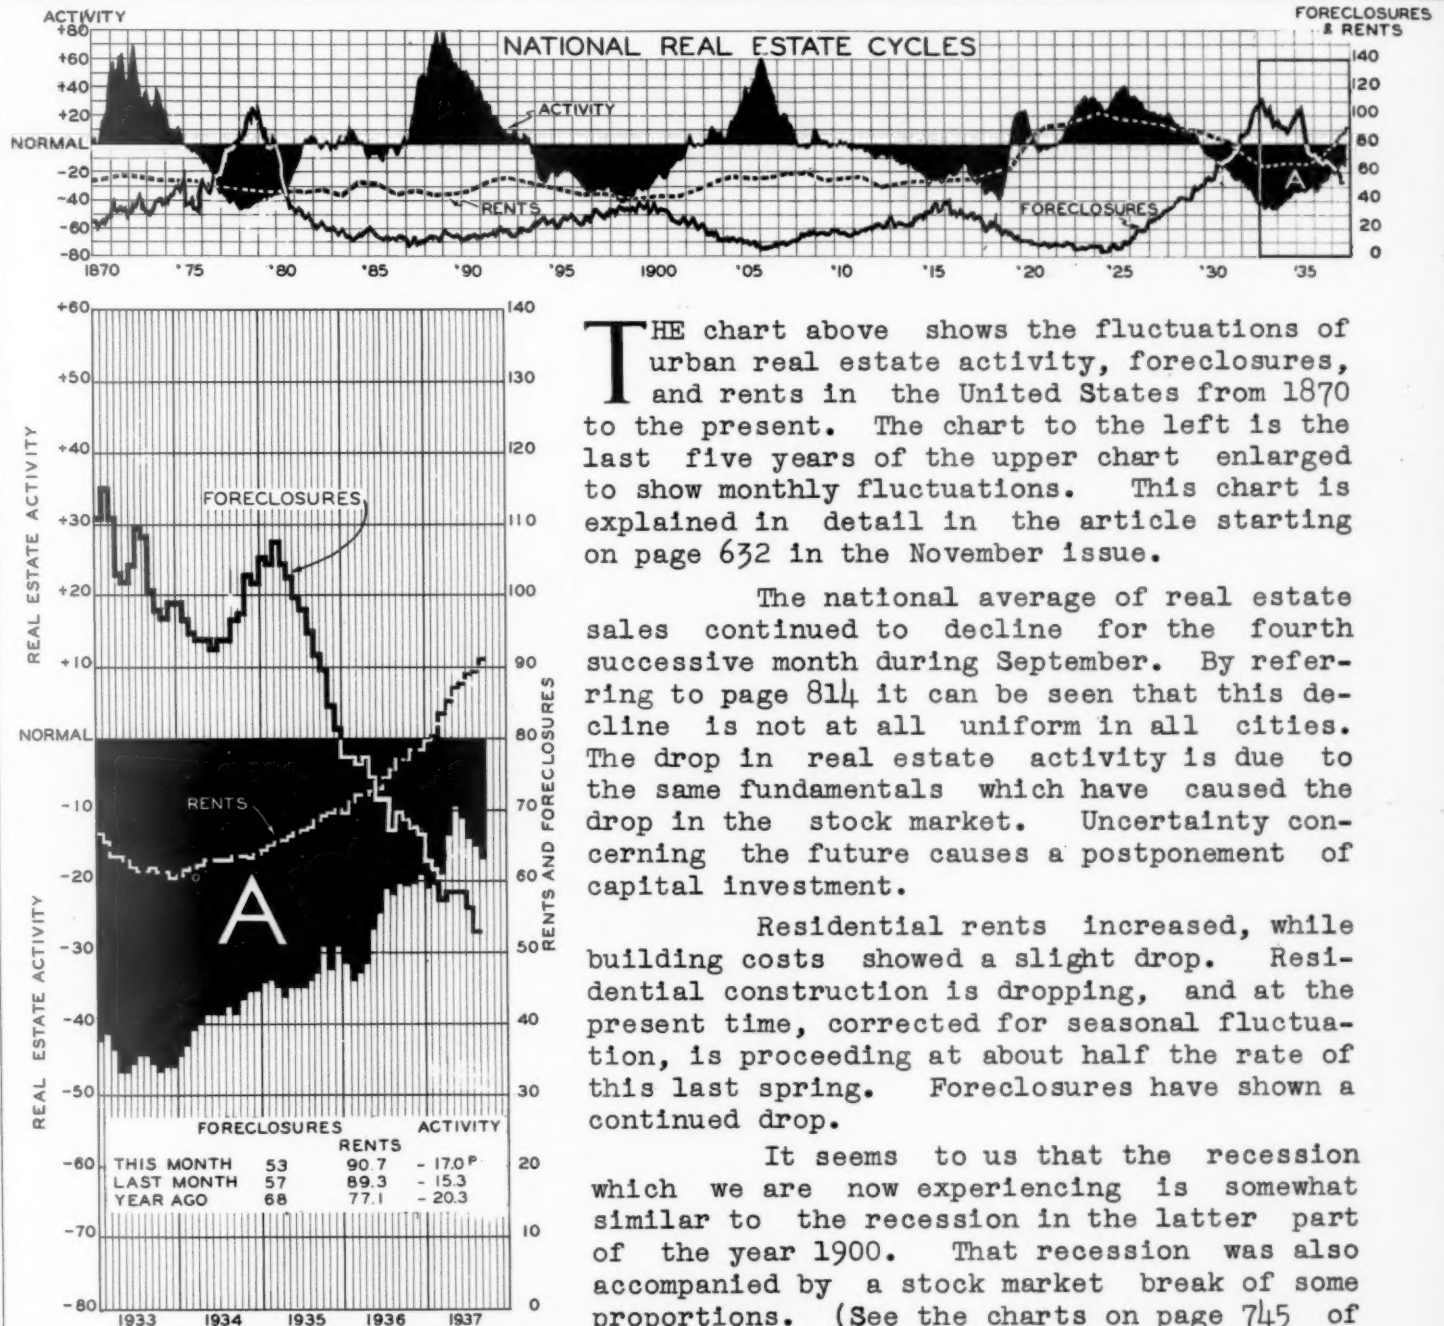 ACTIVITY
FORECLOSURES
& RENTS
NATIONAL REAL ESTATE CYCLES
+80
+60
+40
+20
NORMAL
-20
-40
-60
-80
140
120
100
80
60
40
20
0
ACTIVITY
RENTS
FORECLOSURES
A
1870 '75 '80 '85 '90 '95 1900 '05 '10 '15 '20 '25 '30 '35
REAL ESTATE ACTIVITY
REAL ESTATE ACTIVITY
+60
+50
+40
+30
+20
+10
NORMAL
-10
-20
-30
-40
-50
-60
-70
-80
FORECLOSURES
RENTS
A
140
130
120
110
100
90
80
70
60
50
40
30
20
10
0
RENTS AND FORECLOSURES
FORECLOSURES ACTIVITY
RENTS
THIS MONTH 53 90.7 - 17.0 P
LAST MONTH 57 89.3 - 15.3
YEAR AGO 68 77.1 - 20.3
1933 1934 1935 1936 1937
THE chart above shows the fluctuations of
urban real estate activity, foreclosures,
and rents in the United States from 1870
to the present. The chart to the left is the
last five years of the upper chart enlarged
to show monthly fluctuations. This chart is
explained in detail in the article starting
on page 632 in the November issue.
The national average of real estate
sales continued to decline for the fourth
successive month during September. By refer-
ring to page 814 it can be seen that this de-
cline is not at all uniform in all cities.
The drop in real estate activity is due to
the same fundamentals which have caused the
drop in the stock market. Uncertainty con-
cerning the future causes a postponement of
capital investment.
Residential rents increased, while
building costs showed a slight drop. Resi-
dential construction is dropping, and at the
present time, corrected for seasonal fluctua-
tion, is proceeding at about half the rate of
this last spring. Foreclosures have shown a
continued drop.
It seems to us that the recession
which we are now experiencing is somewhat
similar to the recession in the latter part
of the year 1900. That recession was also
accompanied by a stock market break of some
proportions. (See the charts on page 745 of